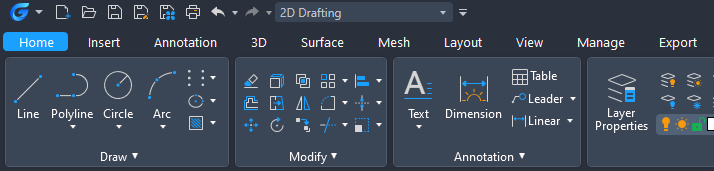 2D Drafting
Home Insert Annotation 3D Surface Mesh Layout View Manage Export
Line Polyline Circle Arc
Text Dimension
Table
Leader
Linear
Layer
Properties
Draw Modify Annotation